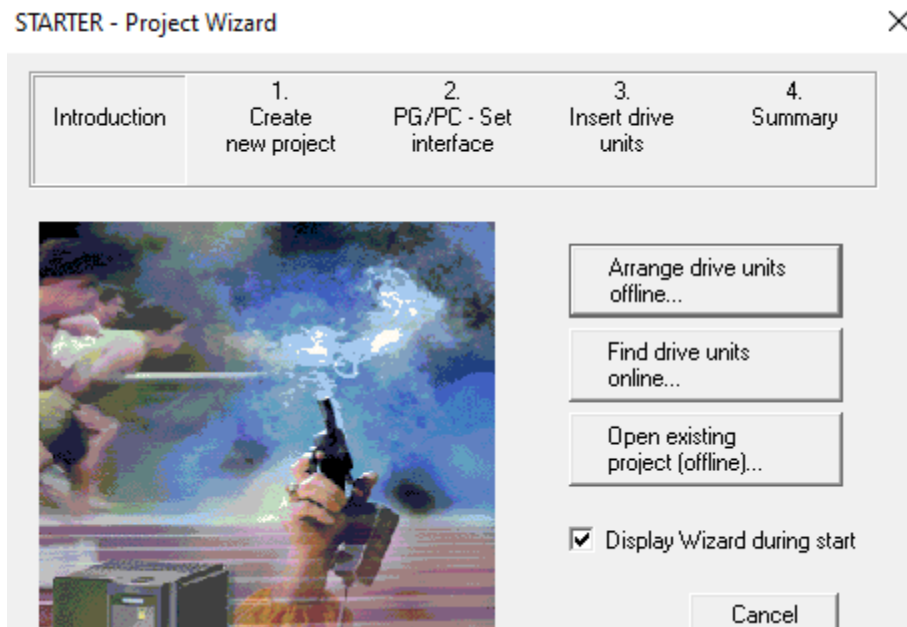 STARTER - Project Wizard
Introduction
1.
Create
new project
2.
PG/PC - Set
interface
3.
Insert drive
units
4.
Summary
Arrange drive units
offline...
Find drive units
online...
Open existing
project (offline)...
Display Wizard during start
Cancel